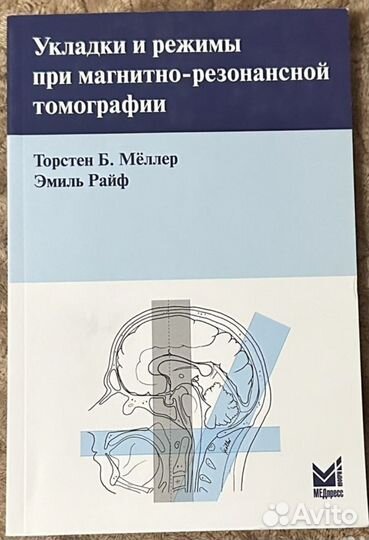 Укладки и режимы
при магнитно-резонансной
томографии
Торстен Б. Мёллер
Эмиль Райф
МЕДпресс
Avito